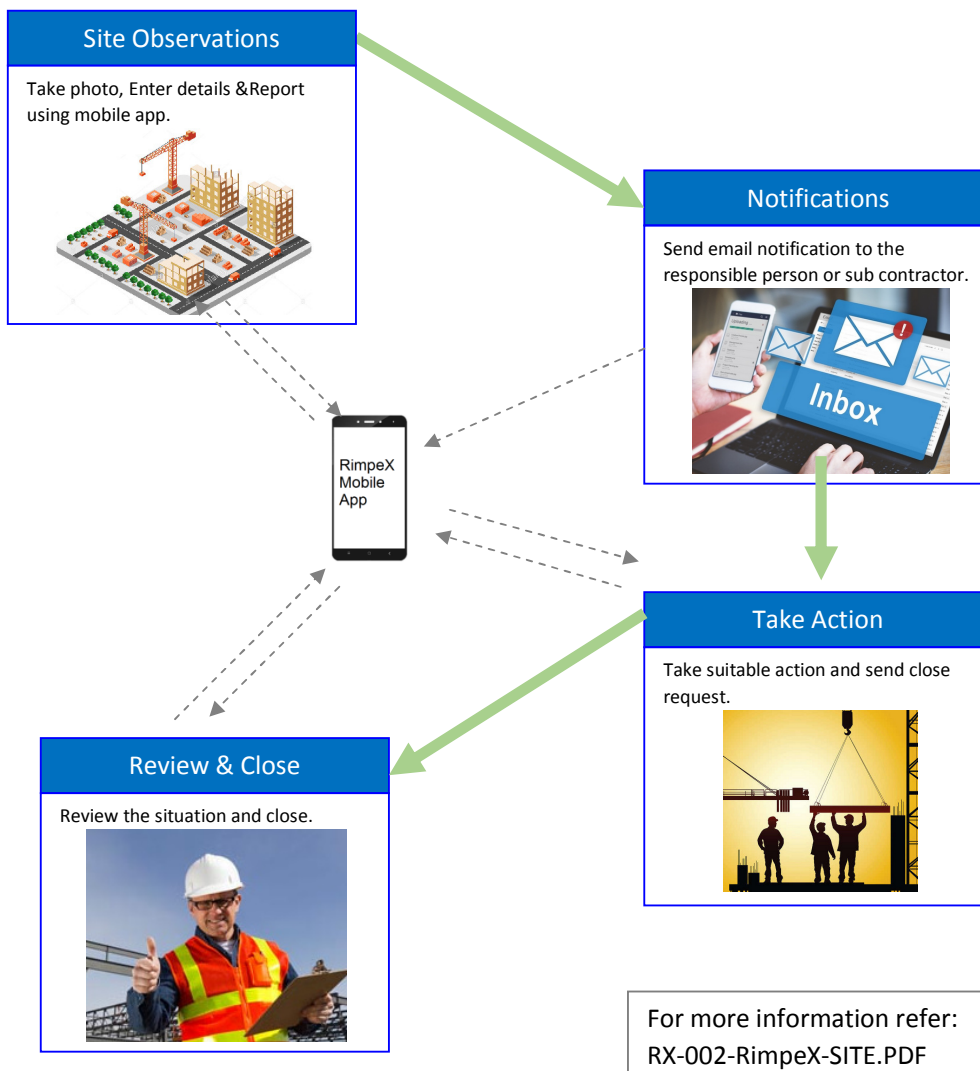 Site Observations
Take photo, Enter details &Report
using mobile app.
Notifications
Send email notification to the
responsible person or sub contractor.
Uploading...
Inbox
RimpeX
Mobile
App
Take Action
Take suitable action and send close
request.
Review & Close
Review the situation and close.
For more information refer:
RX-002-RimpeX-SITE.PDF